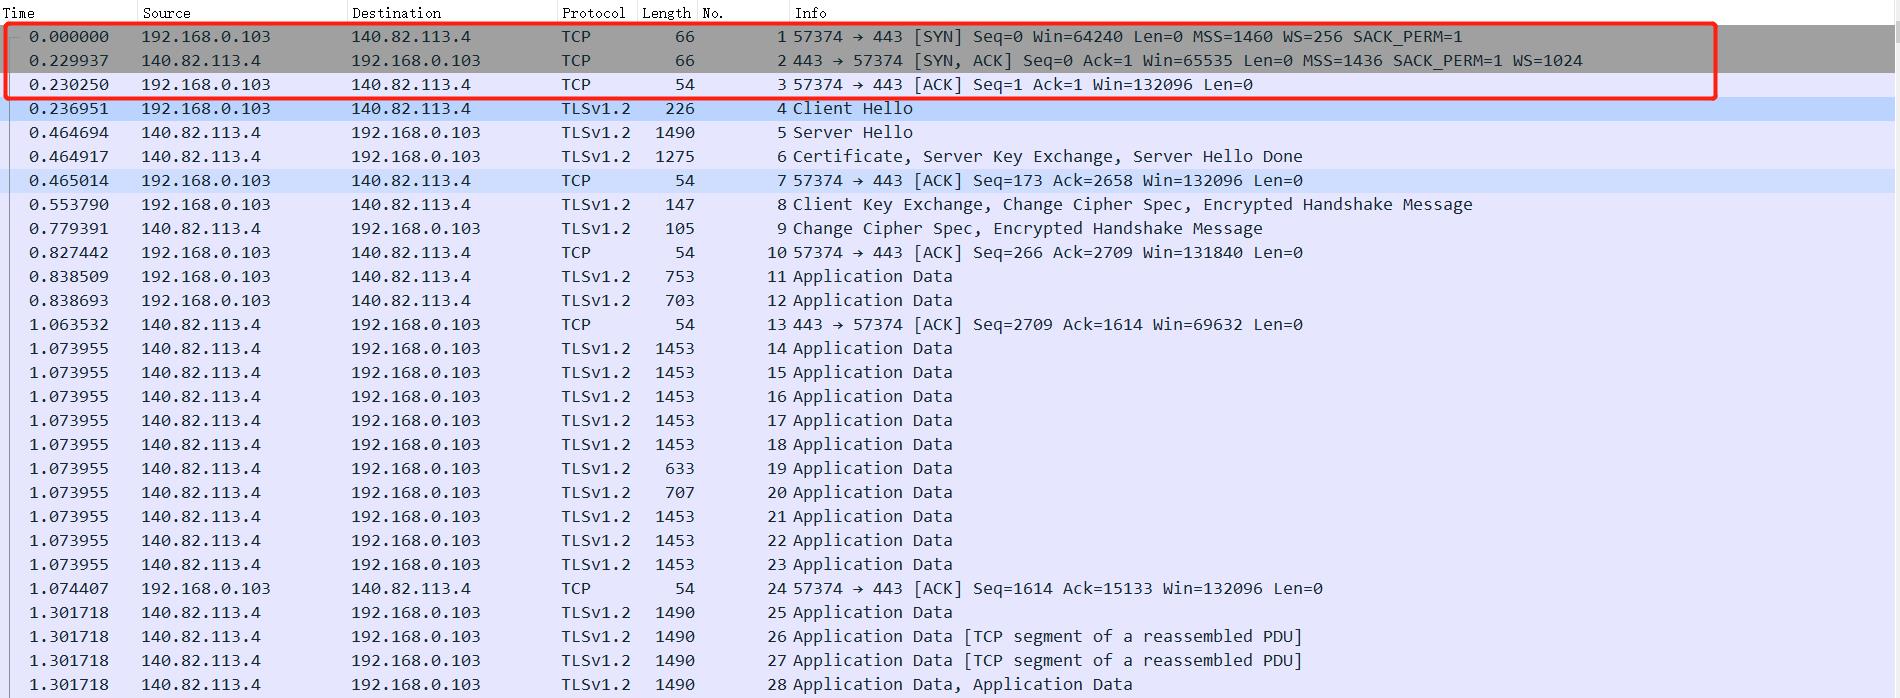 Time Source Destination Protocol Length No. Info
0.000000 192.168.0.103 140.82.113.4 TCP 66 1 57374 → 443 [SYN] Seq=0 Win=64240 Len=0 MSS=1460 WS=256 SACK_PERM=1
0.229937 140.82.113.4 192.168.0.103 TCP 66 2 443 → 57374 [SYN, ACK] Seq=0 Ack=1 Win=65535 Len=0 MSS=1436 SACK_PERM=1 WS=1024
0.230250 192.168.0.103 140.82.113.4 TCP 54 3 57374 → 443 [ACK] Seq=1 Ack=1 Win=132096 Len=0
0.236951 192.168.0.103 140.82.113.4 TLSv1.2 226 4 Client Hello
0.464694 140.82.113.4 192.168.0.103 TLSv1.2 1490 5 Server Hello
0.464917 140.82.113.4 192.168.0.103 TLSv1.2 1275 6 Certificate, Server Key Exchange, Server Hello Done
0.465014 192.168.0.103 140.82.113.4 TCP 54 7 57374 → 443 [ACK] Seq=173 Ack=2658 Win=132096 Len=0
0.553790 192.168.0.103 140.82.113.4 TLSv1.2 147 8 Client Key Exchange, Change Cipher Spec, Encrypted Handshake Message
0.779391 140.82.113.4 192.168.0.103 TLSv1.2 105 9 Change Cipher Spec, Encrypted Handshake Message
0.827442 192.168.0.103 140.82.113.4 TCP 54 10 57374 → 443 [ACK] Seq=266 Ack=2709 Win=131840 Len=0
0.838509 192.168.0.103 140.82.113.4 TLSv1.2 753 11 Application Data
0.838693 192.168.0.103 140.82.113.4 TLSv1.2 703 12 Application Data
1.063532 140.82.113.4 192.168.0.103 TCP 54 13 443 → 57374 [ACK] Seq=2709 Ack=1614 Win=69632 Len=0
1.073955 140.82.113.4 192.168.0.103 TLSv1.2 1453 14 Application Data
1.073955 140.82.113.4 192.168.0.103 TLSv1.2 1453 15 Application Data
1.073955 140.82.113.4 192.168.0.103 TLSv1.2 1453 16 Application Data
1.073955 140.82.113.4 192.168.0.103 TLSv1.2 1453 17 Application Data
1.073955 140.82.113.4 192.168.0.103 TLSv1.2 1453 18 Application Data
1.073955 140.82.113.4 192.168.0.103 TLSv1.2 633 19 Application Data
1.073955 140.82.113.4 192.168.0.103 TLSv1.2 707 20 Application Data
1.073955 140.82.113.4 192.168.0.103 TLSv1.2 1453 21 Application Data
1.073955 140.82.113.4 192.168.0.103 TLSv1.2 1453 22 Application Data
1.073955 140.82.113.4 192.168.0.103 TLSv1.2 1453 23 Application Data
1.074407 192.168.0.103 140.82.113.4 TCP 54 24 57374 → 443 [ACK] Seq=1614 Ack=15133 Win=132096 Len=0
1.301718 140.82.113.4 192.168.0.103 TLSv1.2 1490 25 Application Data
1.301718 140.82.113.4 192.168.0.103 TLSv1.2 1490 26 Application Data [TCP segment of a reassembled PDU]
1.301718 140.82.113.4 192.168.0.103 TLSv1.2 1490 27 Application Data [TCP segment of a reassembled PDU]
1.301718 140.82.113.4 192.168.0.103 TLSv1.2 1490 28 Application Data, Application Data